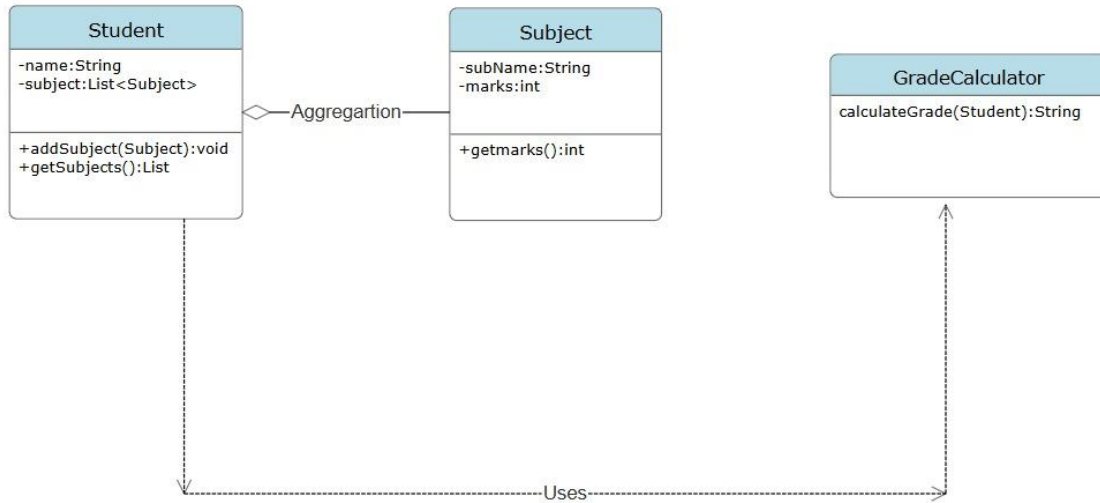 Student
-name:String
-subject:List<Subject>
+addSubject(Subject):void
+getSubjects():List
Aggregartion
Subject
-subName:String
-marks:int
+getmarks():int
GradeCalculator
calculateGrade(Student):String
Uses